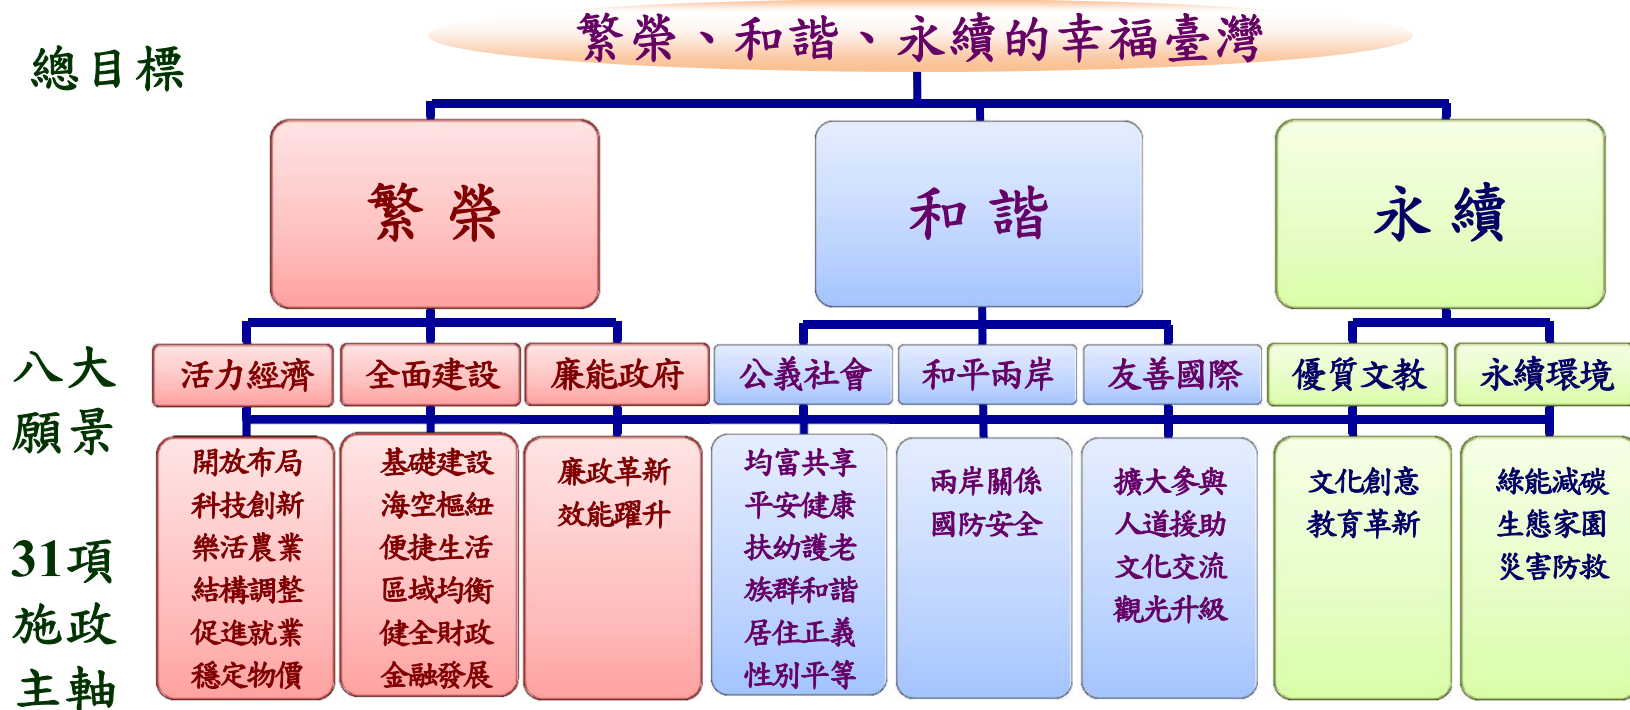 繁榮、和諧、永續的幸福臺灣
總目標
繁榮
和諧
永續
八大
願景
活力經濟
全面建設
廉能政府
公義社會
和平兩岸
友善國際
優質文教
永續環境
31項
施政
主軸
開放布局
科技創新
樂活農業
結構調整
促進就業
穩定物價
基礎建設
海空樞紐
便捷生活
區域均衡
健全財政
金融發展
廉政革新
效能躍升
均富共享
平安健康
扶幼護老
族群和諧
居住正義
性別平等
兩岸關係
國防安全
擴大參與
人道援助
文化交流
觀光升級
文化創意
教育革新
綠能減碳
生態家園
災害防救